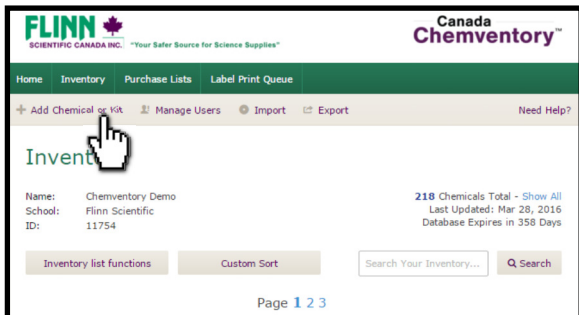 FLINN
SCIENTIFIC CANADA INC.
"Your Safer Source for Science Supplies"
Canada
Chemventory™
Home Inventory Purchase Lists Label Print Queue
Add Chemical or Kit Manage Users Import Export Need Help?
Name: Chemventory Demo
School: Flinn Scientific
ID: 11754
218 Chemicals Total - Show All
Last Updated: Mar 28, 2016
Database Expires in 358 Days
Inventory list functions Custom Sort Search Your Inventory... Search
Page 1 2 3